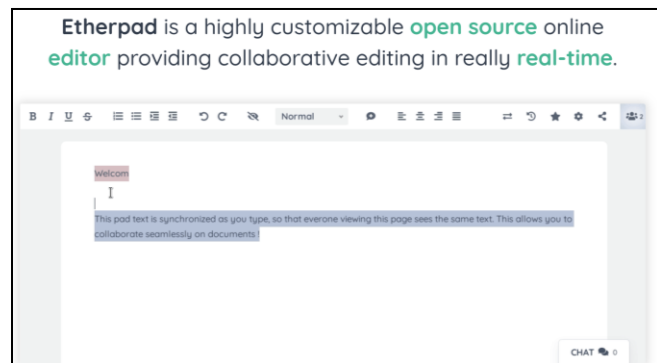 Etherpad is a highly customizable open source online
editor providing collaborative editing in really real-time.
B I U S Normal 2
Welcom
This pad text is synchronized as you type, so that everone viewing this page sees the same text. This allows you to
collaborate seamlessly on documents !
CHAT 0